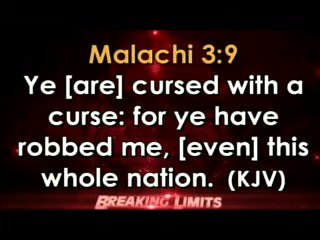 Malachi 3:9
Ye [are] cursed with a
curse: for ye have
robbed me, [even] this
whole nation. (KJV)
BREAKING LIMITS